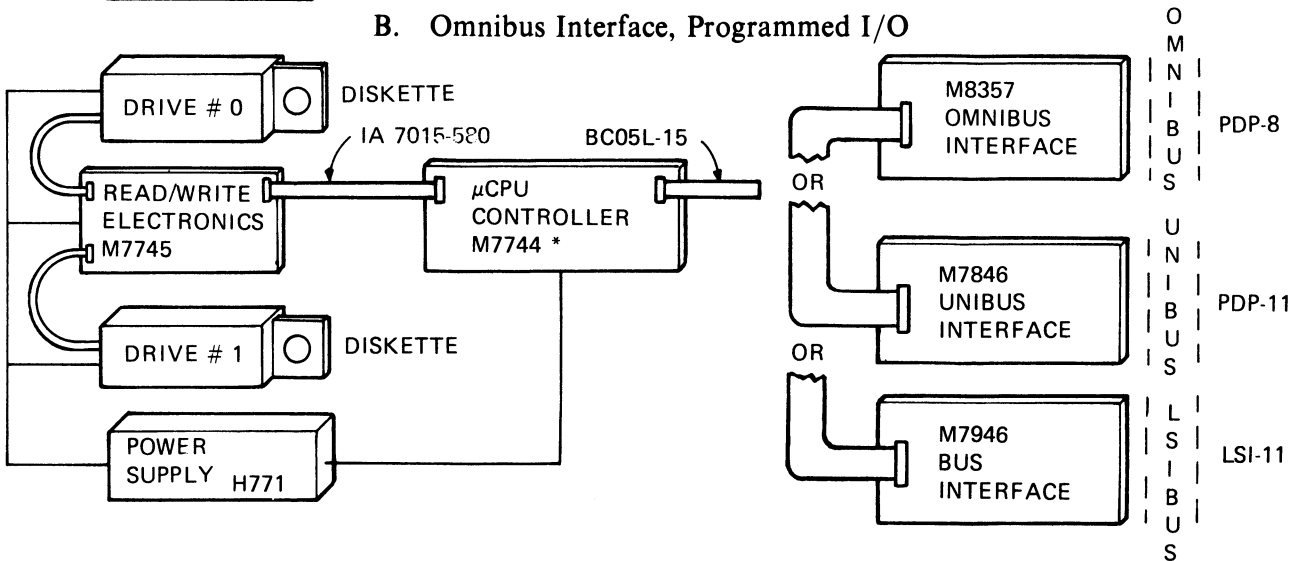 B. Omnibus Interface, Programmed I/O
DRIVE # 0
DISKETTE
IA 7015-580
BC05L-15
READ/WRITE
ELECTRONICS
M7745
µCPU
CONTROLLER
M7744 *
DRIVE # 1
DISKETTE
POWER
SUPPLY H771
OR
OR
M8357
OMNIBUS
INTERFACE
OMNIBUS
PDP-8
M7846
UNIBUS
INTERFACE
UNIBUS
PDP-11
M7946
BUS
INTERFACE
LSI BUS
LSI-11